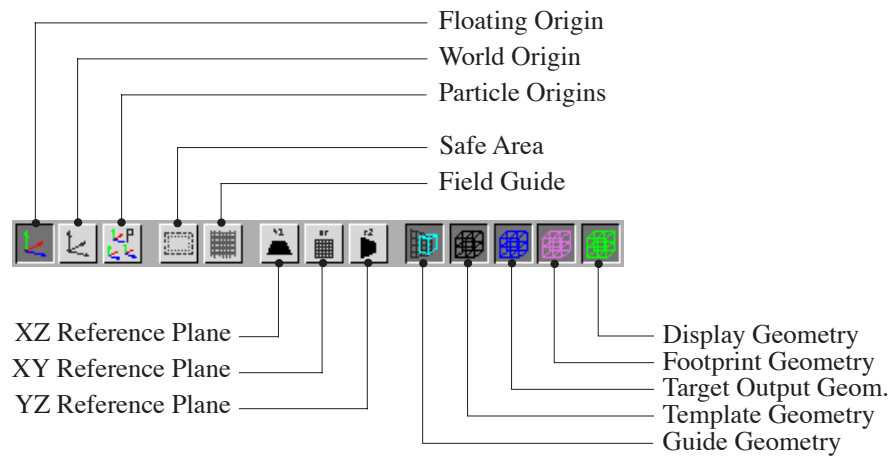 Floating Origin
World Origin
Particle Origins
Safe Area
Field Guide
P
r2
XZ Reference Plane
XY Reference Plane
YZ Reference Plane
Display Geometry
Footprint Geometry
Target Output Geom.
Template Geometry
Guide Geometry